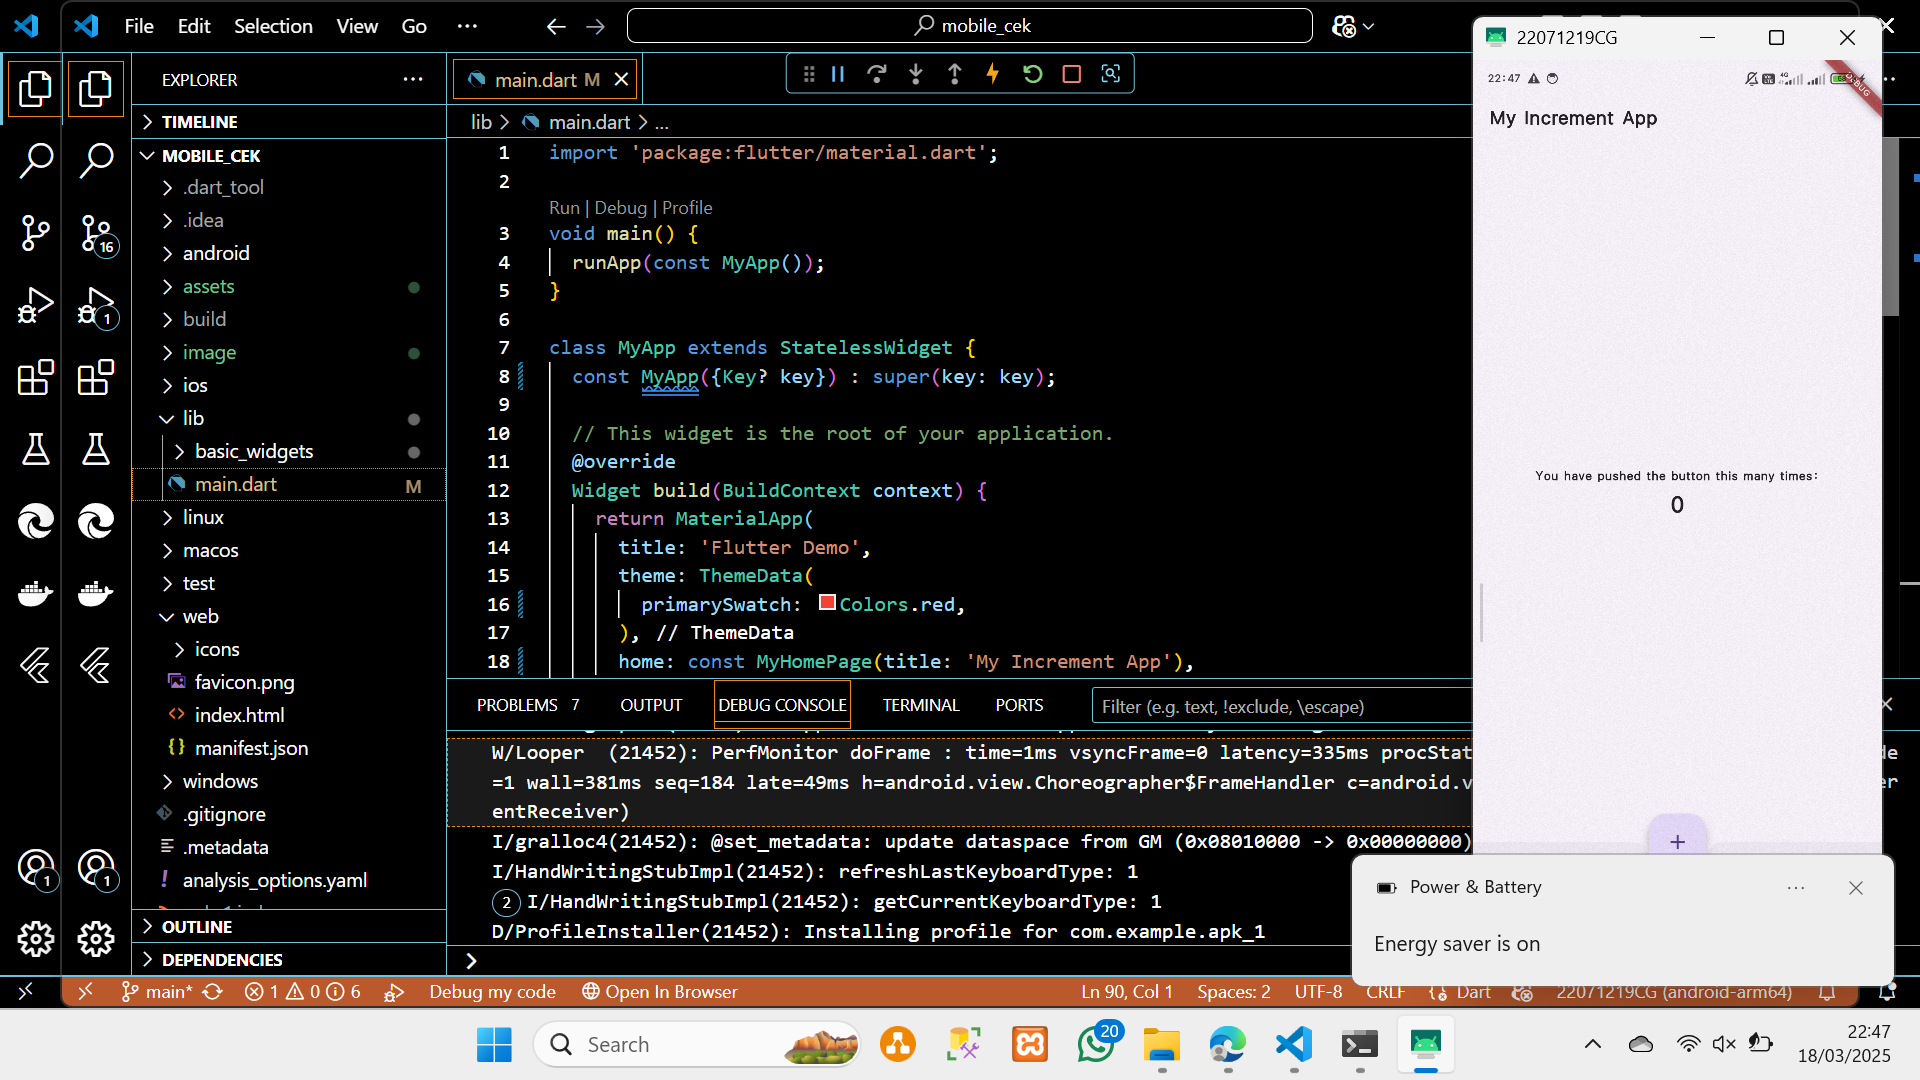 File Edit Selection View Go ...
mobile_cek
EXPLORER
TIMELINE
MOBILE_CEK
.dart_tool
.idea
android
assets
build
image
ios
lib
basic_widgets
main.dart M
linux
macos
test
web
icons
favicon.png
index.html
manifest.json
windows
.gitignore
.metadata
analysis_options.yaml
OUTLINE
DEPENDENCIES
16
1
1
1
main.dart M
lib > main.dart > ...
1 import 'package:flutter/material.dart';
2
Run | Debug | Profile
3 void main() {
4 runApp(const MyApp());
5 }
6
7 class MyApp extends StatelessWidget {
8 const MyApp({Key? key}) : super(key: key);
9
10 // This widget is the root of your application.
11 @override
12 Widget build(BuildContext context) {
13 return MaterialApp(
14 title: 'Flutter Demo',
15 theme: ThemeData(
16 primarySwatch: Colors.red,
17 ), // ThemeData
18 home: const MyHomePage(title: 'My Increment App'),
PROBLEMS 7 OUTPUT DEBUG CONSOLE TERMINAL PORTS
Filter (e.g. text, !exclude, \escape)
W/Looper (21452): PerfMonitor doFrame : time=1ms vsyncFrame=0 latency=335ms procStat
=1 wall=381ms seq=184 late=49ms h=android.view.Choreographer$FrameHandler c=android.v
entReceiver)
I/gralloc4(21452): @set_metadata: update dataspace from GM (0x08010000 -> 0x00000000)
I/HandWritingStubImpl(21452): refreshLastKeyboardType: 1
2 I/HandWritingStubImpl(21452): getCurrentKeyboardType: 1
D/ProfileInstaller(21452): Installing profile for com.example.apk_1
>
main* 1 0 6 Debug my code Open In Browser
Ln 90, Col 1 Spaces: 2 UTF-8 CRLF Dart 22071219CG (android-arm64)
22071219CG
22:47
DEBUG
My Increment App
You have pushed the button this many times:
0
+
Power & Battery
Energy saver is on
Search
20
22:47
18/03/2025